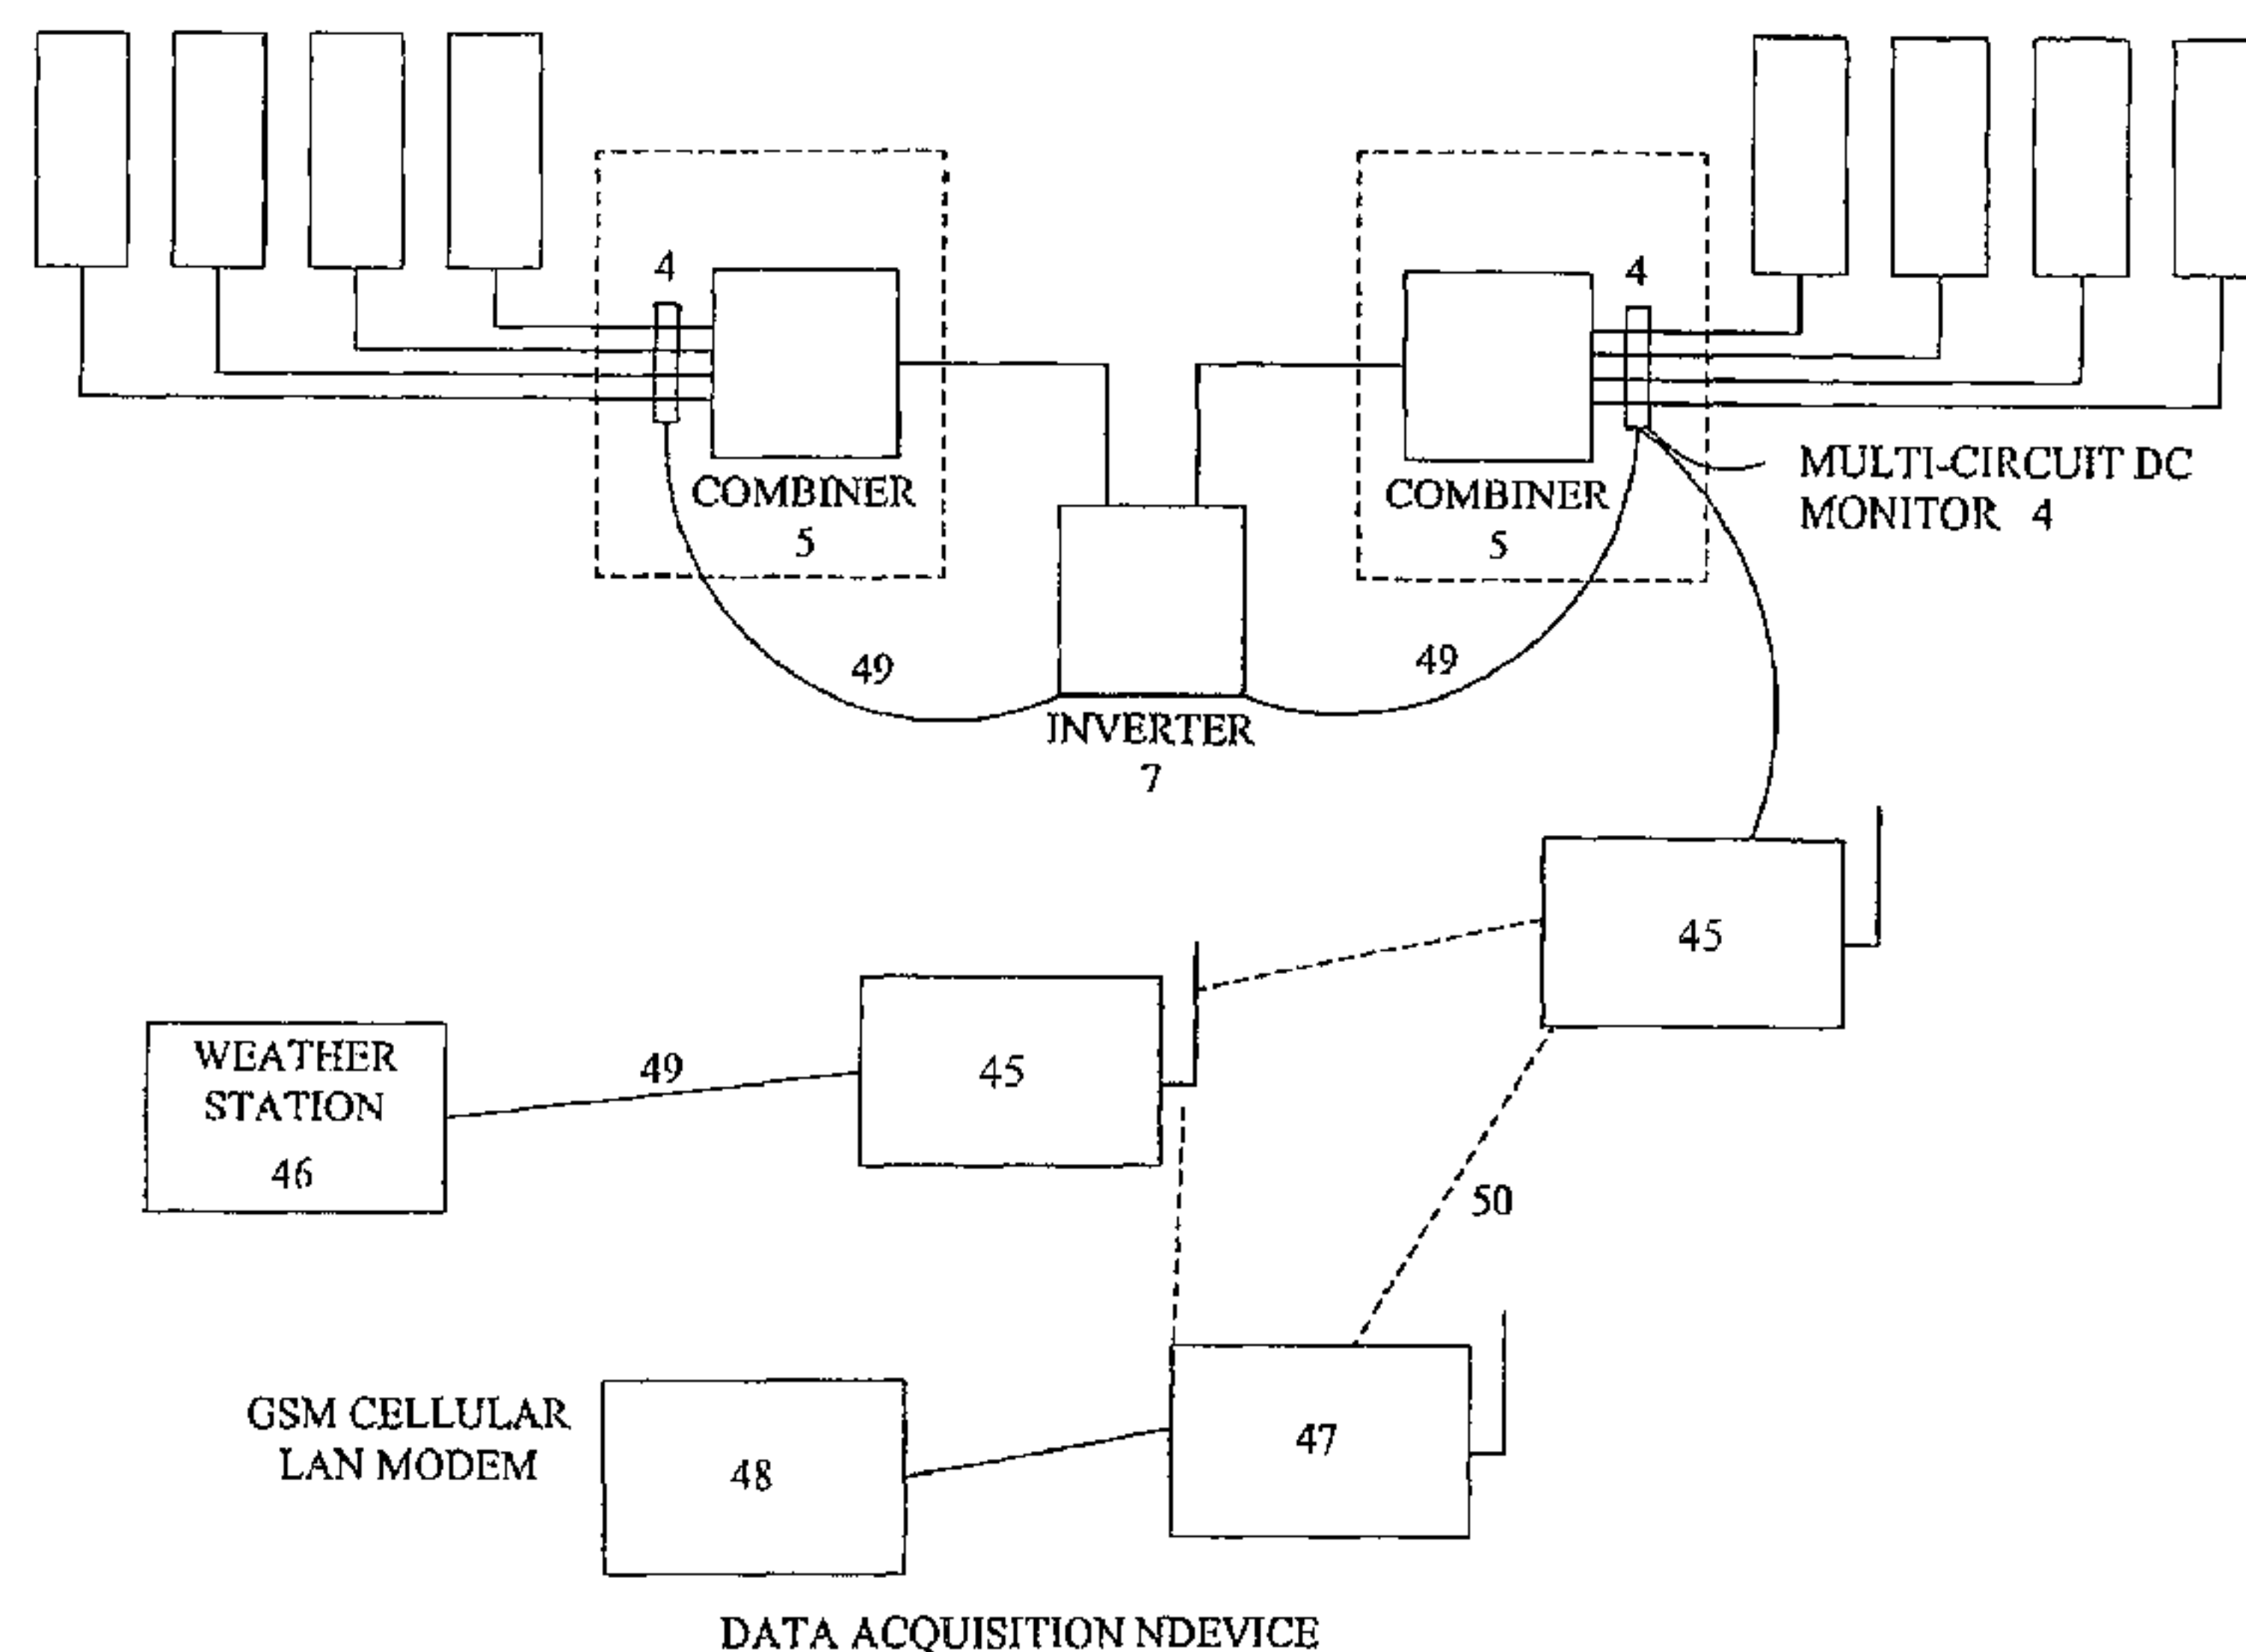 4
4
COMBINER
5
COMBINER
5
MULTI-CIRCUIT DC
MONITOR 4
49
49
INVERTER
7
45
45
WEATHER
STATION
46
49
50
GSM CELLULAR
LAN MODEM
48
47
DATA ACQUISITION NDEVICE